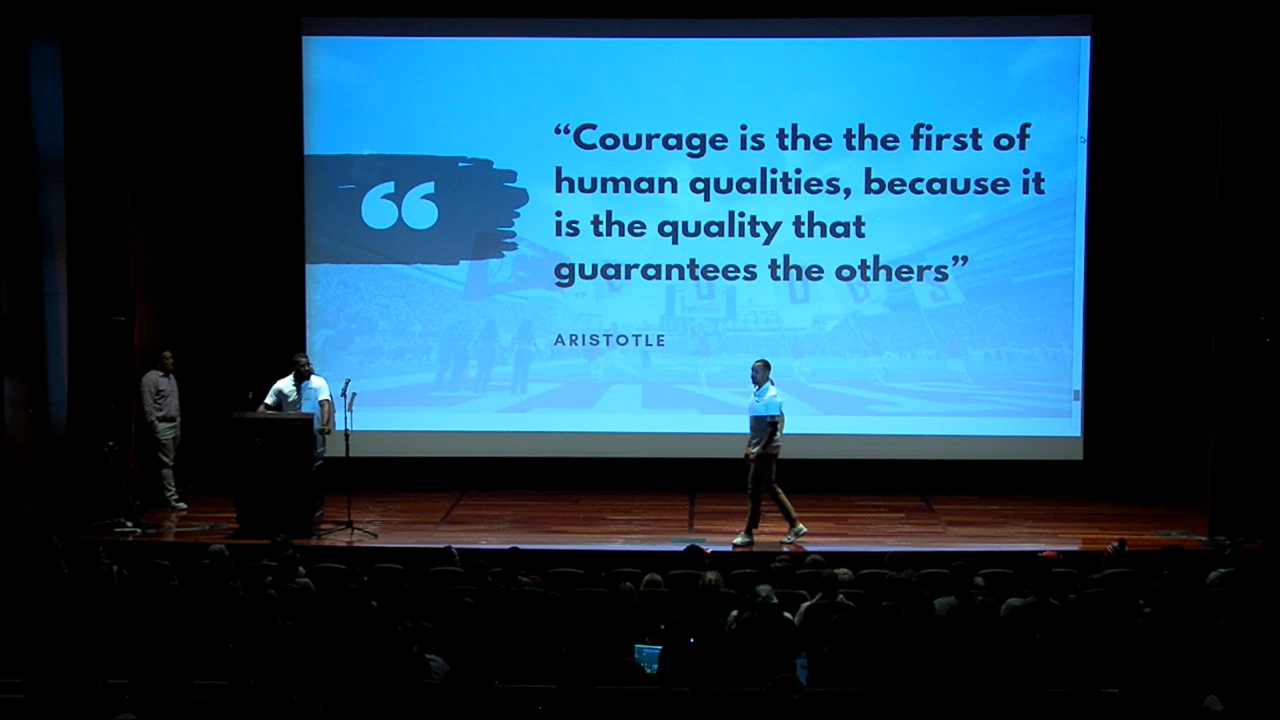 “Courage is the the first of
human qualities, because it
is the quality that
guarantees the others”
ARISTOTLE